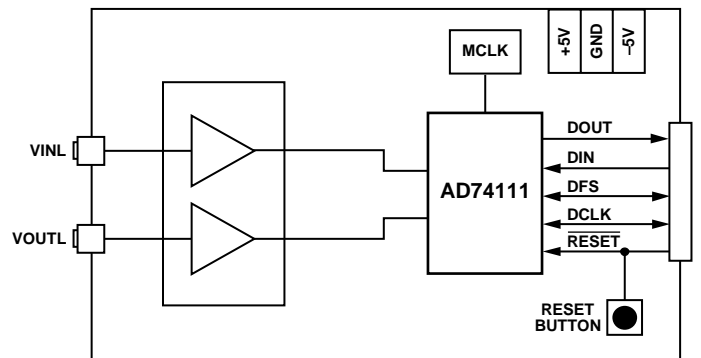 MCLK
+5V
GND
–5V
VINL
VOUTL
AD74111
DOUT
DIN
DFS
DCLK
RESET
RESET
BUTTON